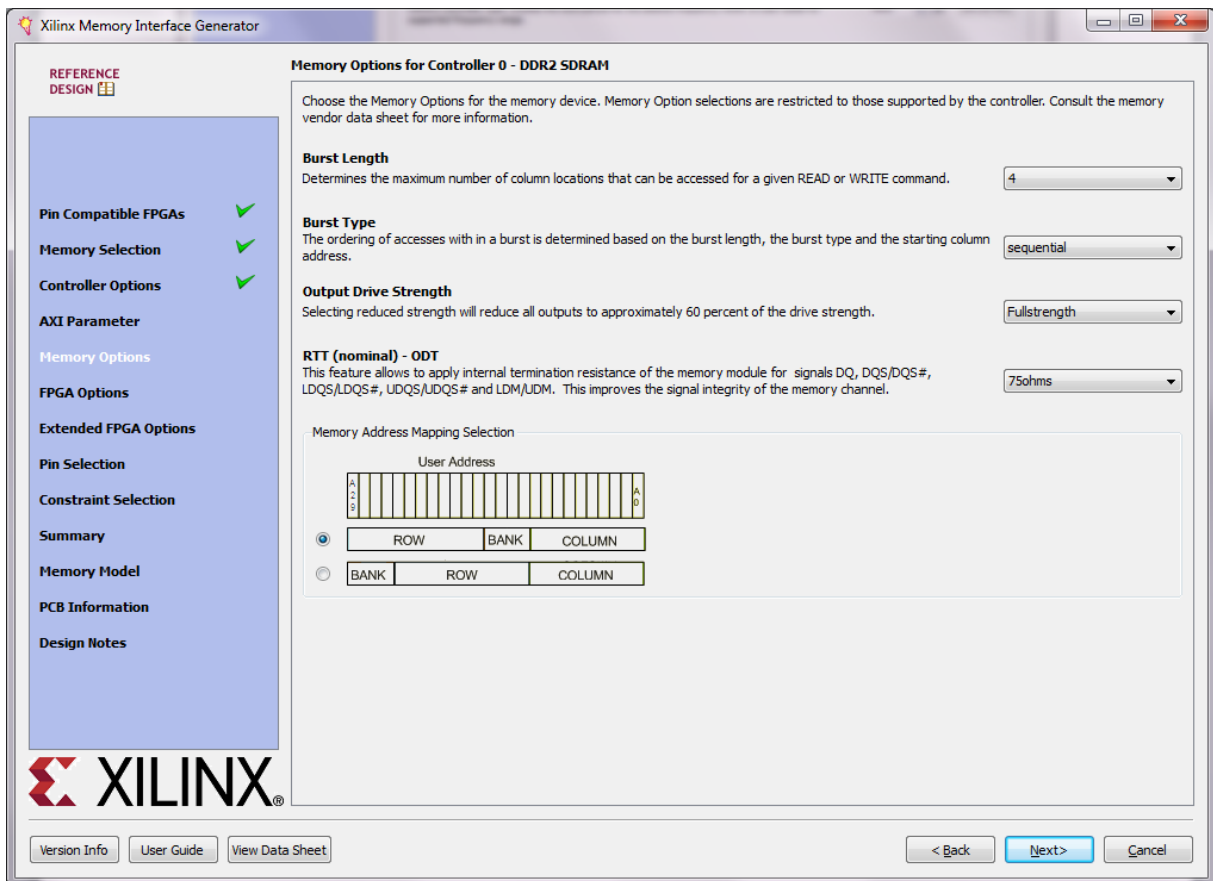 Xilinx Memory Interface Generator
REFERENCE
DESIGN
Pin Compatible FPGAs
Memory Selection
Controller Options
AXI Parameter
Memory Options
FPGA Options
Extended FPGA Options
Pin Selection
Constraint Selection
Summary
Memory Model
PCB Information
Design Notes
XILINX®
Memory Options for Controller 0 - DDR2 SDRAM
Choose the Memory Options for the memory device. Memory Option selections are restricted to those supported by the controller. Consult the memory
vendor data sheet for more information.
Burst Length
Determines the maximum number of column locations that can be accessed for a given READ or WRITE command.
4
Burst Type
The ordering of accesses with in a burst is determined based on the burst length, the burst type and the starting column
address.
sequential
Output Drive Strength
Selecting reduced strength will reduce all outputs to approximately 60 percent of the drive strength.
Fullstrength
RTT (nominal) - ODT
This feature allows to apply internal termination resistance of the memory module for signals DQ, DQS/DQS#,
LDQS/LDQS#, UDQS/UDQS# and LDM/UDM. This improves the signal integrity of the memory channel.
75ohms
Memory Address Mapping Selection
User Address
A29 A0
ROW BANK COLUMN
BANK ROW COLUMN
Version Info User Guide View Data Sheet < Back Next> Cancel